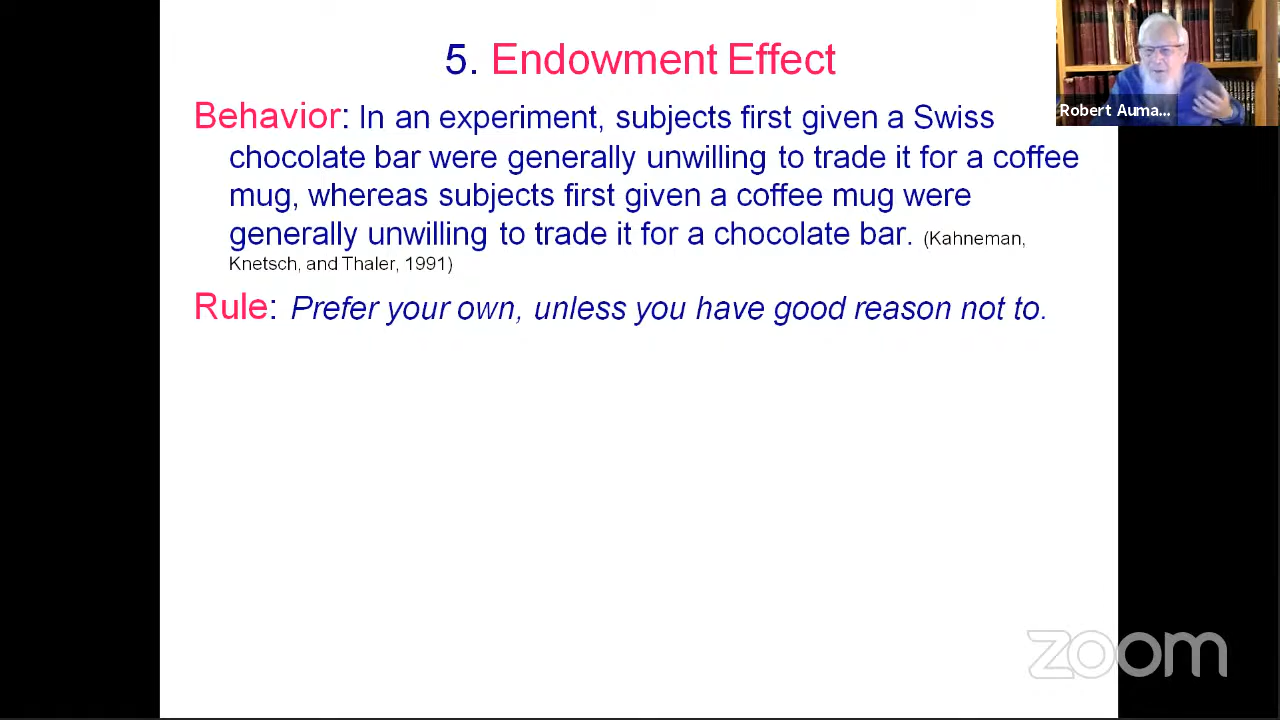 5. Endowment Effect
Behavior: In an experiment, subjects first given a Swiss
chocolate bar were generally unwilling to trade it for a coffee
mug, whereas subjects first given a coffee mug were
generally unwilling to trade it for a chocolate bar. (Kahneman,
Knetsch, and Thaler, 1991)
Rule: Prefer your own, unless you have good reason not to.
Robert Auma...
zoom